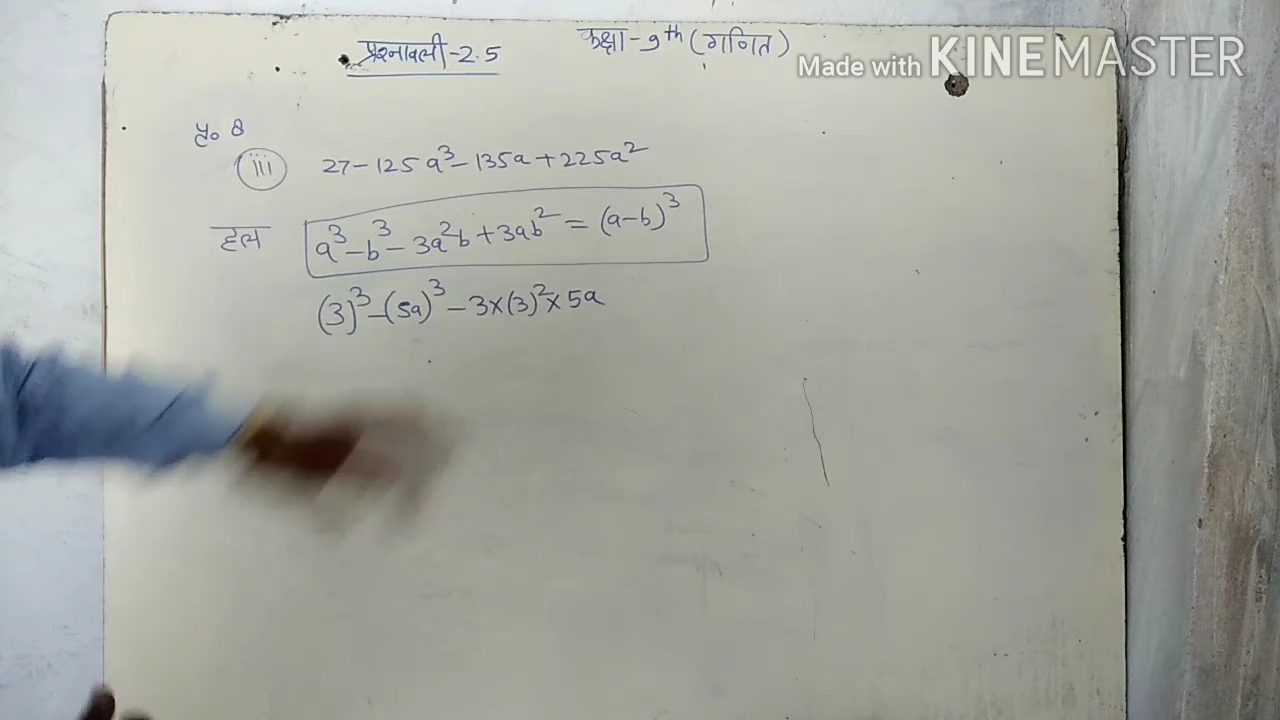 प्रश्नावली-2.5 कक्षा-9th (गणित)
Made with KINEMASTER
प्र० 8
(iii) 27-125a³-135a+225a²
हल a³-b³-3a²b+3ab²=(a-b)³
(3)³-(5a)³-3×(3)²×5a